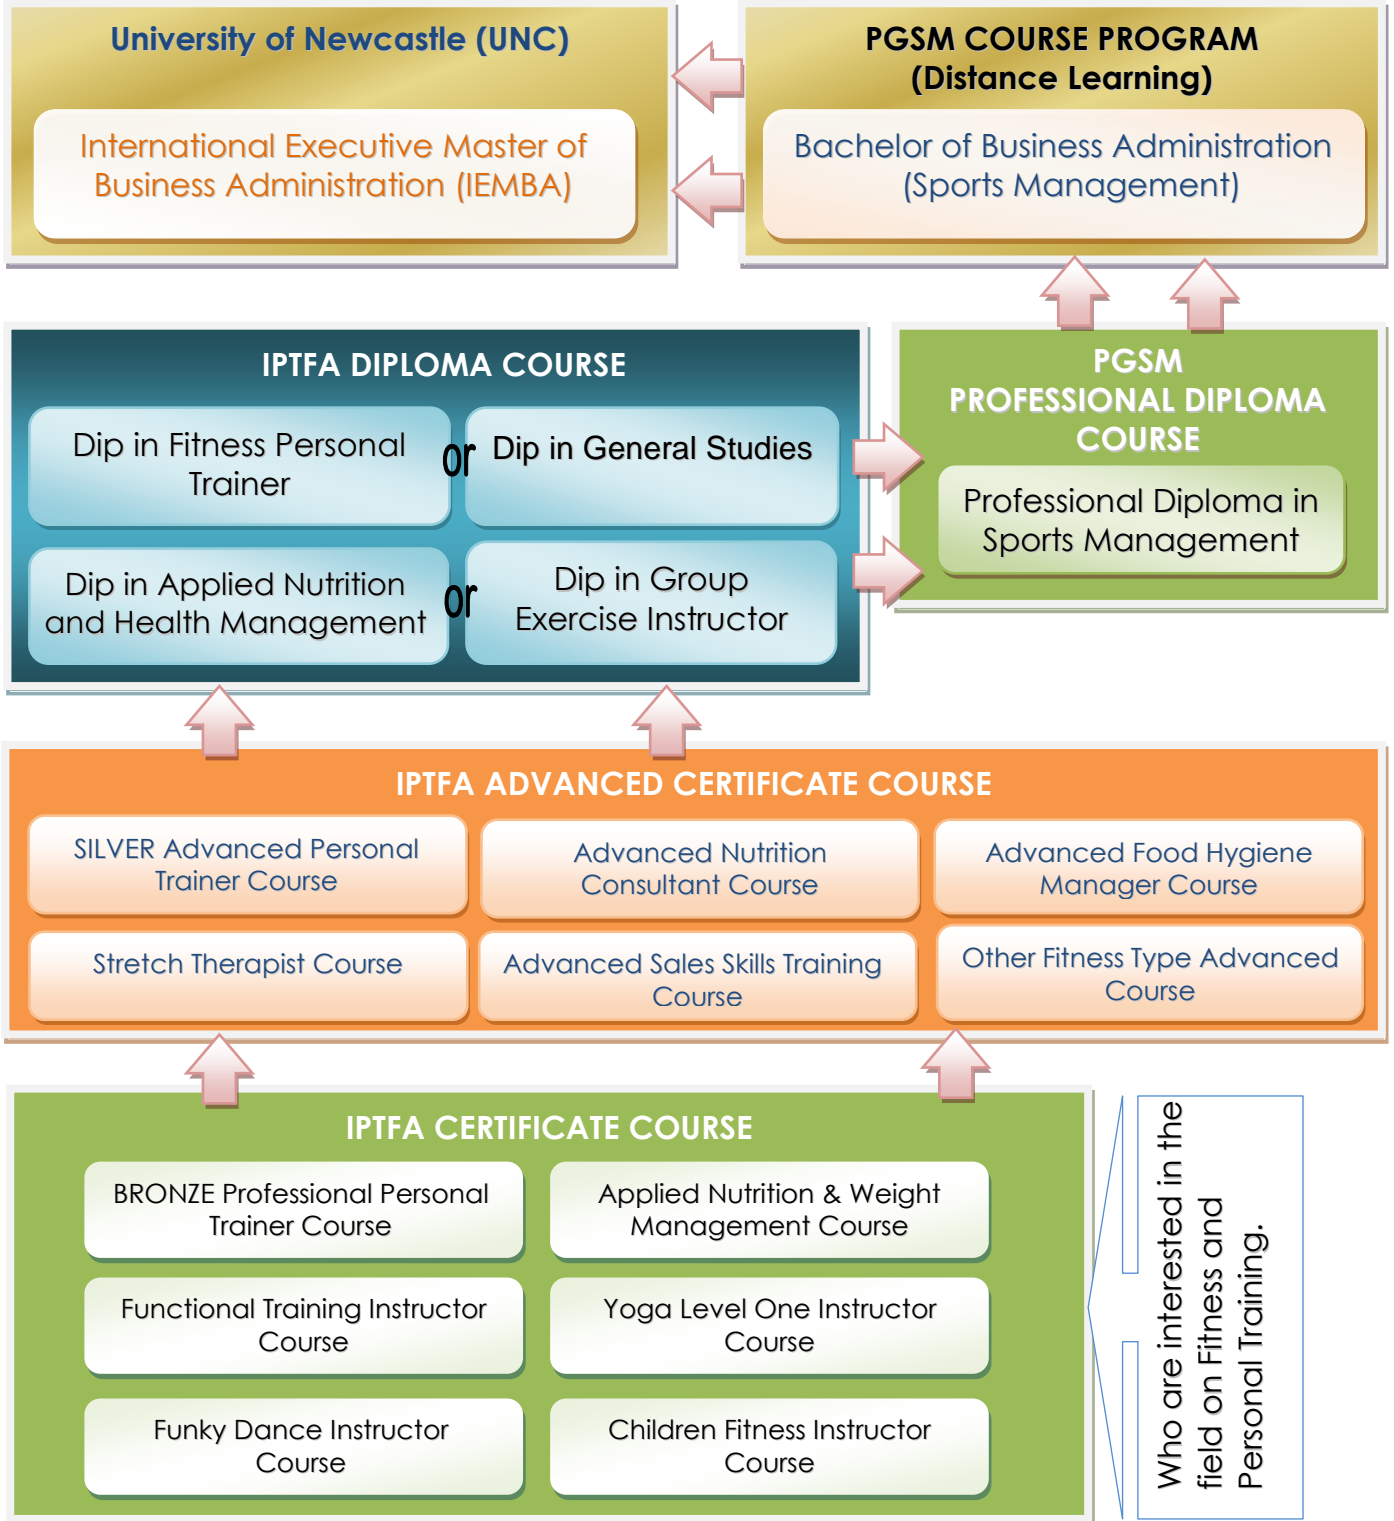 University of Newcastle (UNC)
International Executive Master of
Business Administration (IEMBA)
PGSM COURSE PROGRAM
(Distance Learning)
Bachelor of Business Administration
(Sports Management)
IPTFA DIPLOMA COURSE
Dip in Fitness Personal
Trainer
or
Dip in General Studies
Dip in Applied Nutrition
and Health Management
or
Dip in Group
Exercise Instructor
PGSM
PROFESSIONAL DIPLOMA
COURSE
Professional Diploma in
Sports Management
IPTFA ADVANCED CERTIFICATE COURSE
SILVER Advanced Personal
Trainer Course
Advanced Nutrition
Consultant Course
Advanced Food Hygiene
Manager Course
Stretch Therapist Course
Advanced Sales Skills Training
Course
Other Fitness Type Advanced
Course
IPTFA CERTIFICATE COURSE
BRONZE Professional Personal
Trainer Course
Applied Nutrition & Weight
Management Course
Functional Training Instructor
Course
Yoga Level One Instructor
Course
Funky Dance Instructor
Course
Children Fitness Instructor
Course
Who are interested in the
field on Fitness and
Personal Training.